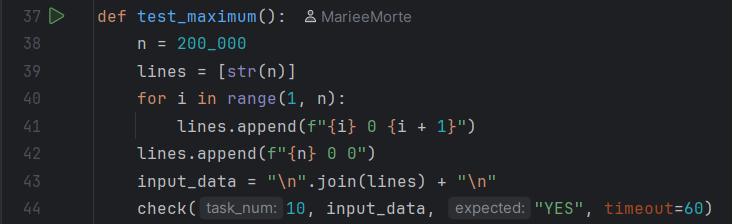 37 def test_maximum(): MarieeMorte
38 n = 200_000
39 lines = [str(n)]
40 for i in range(1, n):
41 lines.append(f"{i} 0 {i + 1}")
42 lines.append(f"{n} 0 0")
43 input_data = "\n".join(lines) + "\n"
44 check( task_num: 10, input_data, expected: "YES", timeout=60)